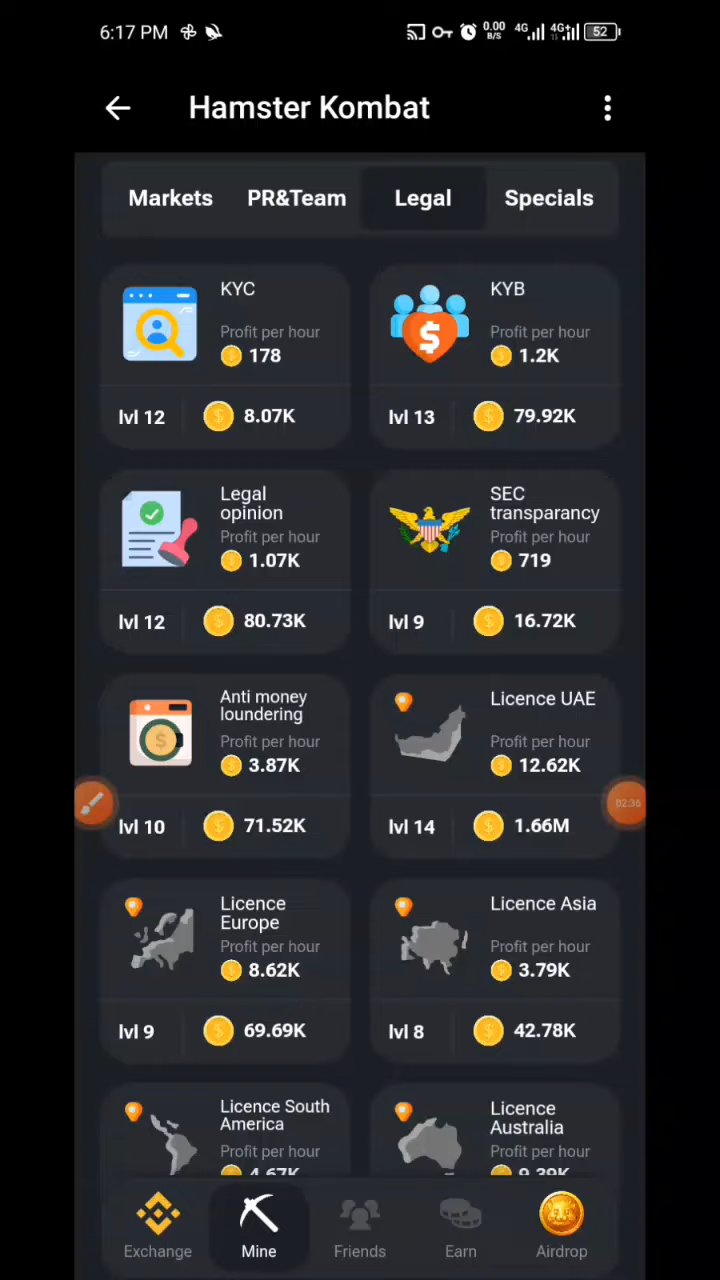 6:17 PM 0.00 B/S 4G 4G+ 52
Hamster Kombat
Markets PR&Team Legal Specials
KYC
Profit per hour
178
lvl 12 8.07K
KYB
Profit per hour
1.2K
lvl 13 79.92K
Legal
opinion
Profit per hour
1.07K
lvl 12 80.73K
SEC
transparancy
Profit per hour
719
lvl 9 16.72K
Anti money
loundering
Profit per hour
3.87K
lvl 10 71.52K
Licence UAE
Profit per hour
12.62K
lvl 14 1.66M
Licence
Europe
Profit per hour
8.62K
lvl 9 69.69K
Licence Asia
Profit per hour
3.79K
lvl 8 42.78K
Licence South
America
Profit per hour
4.67K
Licence
Australia
Profit per hour
9.39K
02:36
Exchange Mine Friends Earn Airdrop